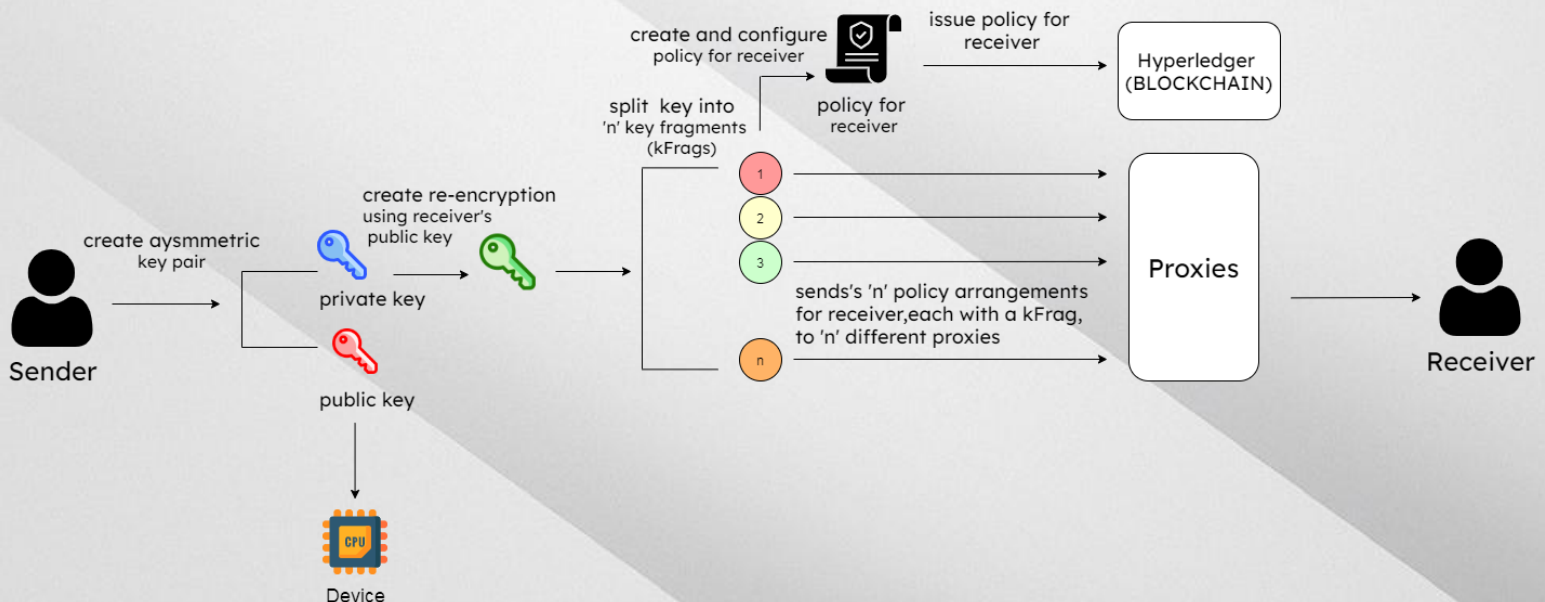 create and configure
policy for receiver
issue policy for
receiver
Hyperledger
(BLOCKCHAIN)
policy for
receiver
split key into
'n' key fragments
(kFrags)
1
2
3
n
create re-encryption
using receiver's
public key
create aysmmetric
key pair
private key
public key
sends's 'n' policy arrangements
for receiver,each with a kFrag,
to 'n' different proxies
Proxies
Sender
Receiver
CPU
Device